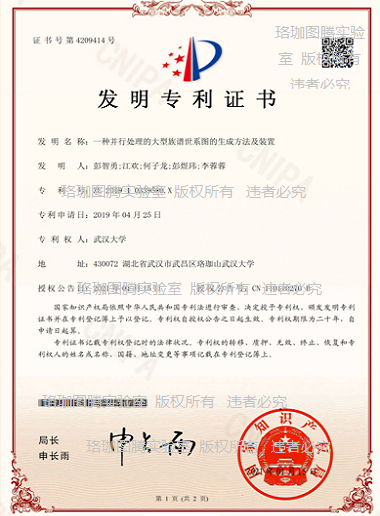 证书号第4209414号
珞珈图腾实验
室 版权所有
违者必究
发明专利证书
发明名称：一种并行处理的大型族谱世系图的生成方法及装置
发明人：彭智勇;江欢;何子龙;彭煜玮;李蓉蓉
专利号：
珞珈图腾实验室 版权所有 违者必究
专利申请日：2019年04月25日
专利权人：武汉大学
地址：430072 湖北省武汉市武昌区珞珈山武汉大学
授权公告日： 授权公告号：
珞珈图腾实验室 版权所有 违者必究
国家知识产权局依照中华人民共和国专利法进行审查，决定授予专利权，颁发发明专利
证书并在专利登记簿上予以登记。专利权自授权公告之日起生效。专利权期限为二十年，自
申请日起算。
专利证书记载专利权登记时的法律状况。专利权的转移、质押、无效、终止、恢复和专
利权人的姓名或名称、国籍、地址变更等事项记载在专利登记簿上。
珞珈图腾实验室 版权所有 违者必究
局长
申长雨
申长雨
珞珈图腾实验室 版权所有 违者必究
国家知识产权局
第 1 页 (共 2 页)
CNIPA